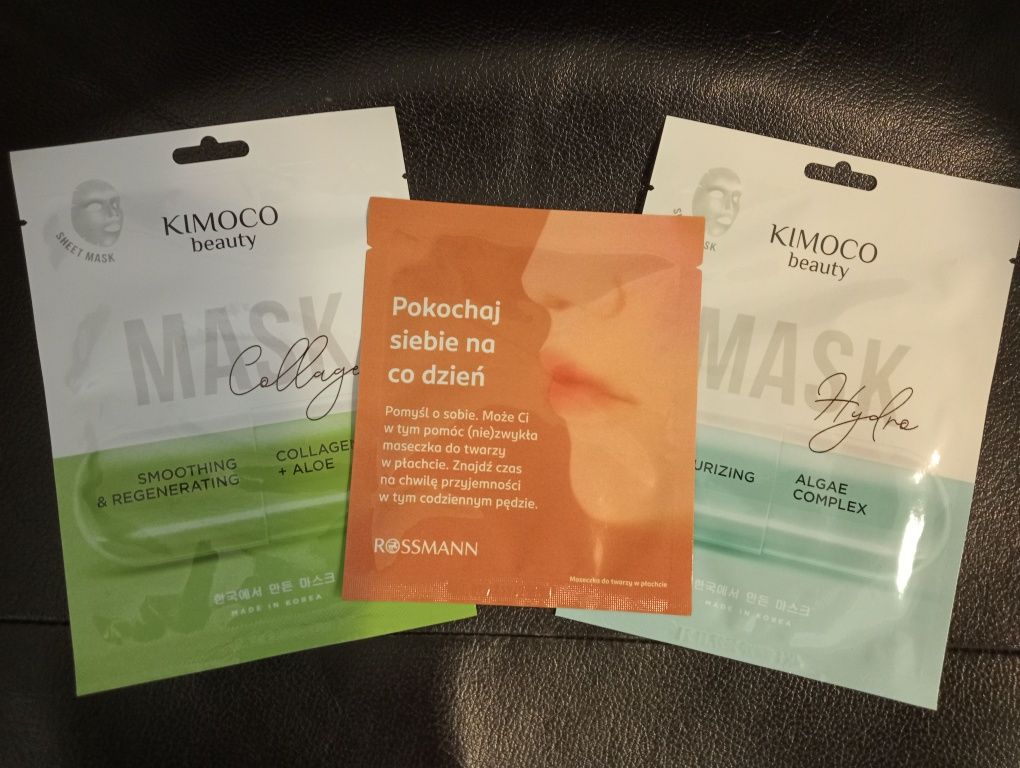 SHEET MASK
KIMOCO
beauty
MASK
Collage
SMOOTHING
& REGENERATING
COLLAGEN
+ ALOE
한국에서 만든 마스크
MADE IN KOREA
Pokochaj
siebie na
co dzień
Pomyśl o sobie. Może Ci
w tym pomóc (nie)zwykła
maseczka do twarzy
w płachcie. Znajdź czas
na chwilę przyjemności
w tym codziennym pędzie.
ROSSMANN
Maseczka do twarzy w płachcie
SK
KIMOCO
beauty
MASK
Hydro
URIZING
ALGAE
COMPLEX
한국에서 만든 마스크
MADE IN KOREA